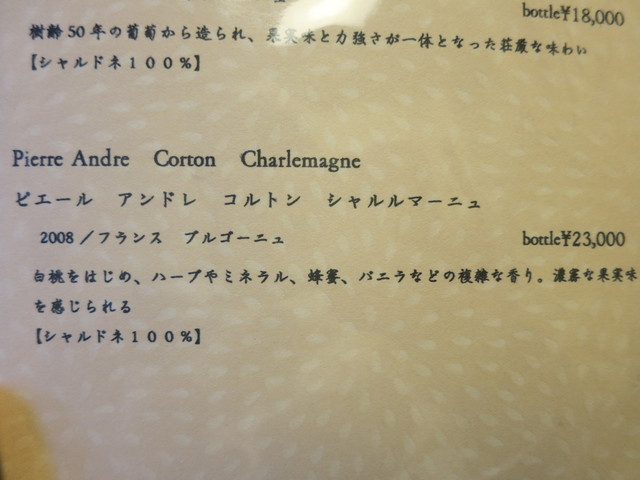 bottle¥18,000
樹齢50年の葡萄から造られ、果実味と力強さが一体となった荘厳な味わい
【シャルドネ100%】
Pierre Andre Corton Charlemagne
ピエール アンドレ コルトン シャルルマーニュ
2008／フランス ブルゴーニュ bottle¥23,000
白桃をはじめ、ハーブやミネラル、蜂蜜、バニラなどの複雑な香り。濃密な果実味
を感じられる
【シャルドネ100%】